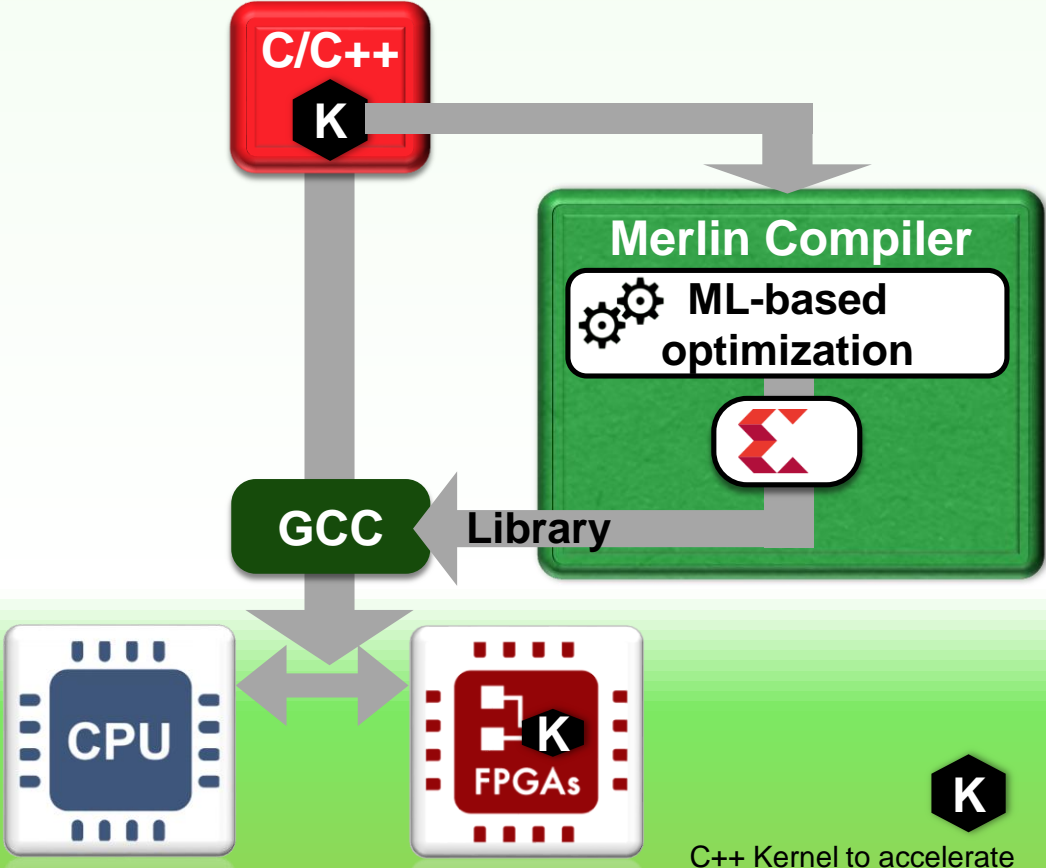 C/C++
K
Merlin Compiler
ML-based
optimization
GCC
Library
CPU
K
FPGAs
K
C++ Kernel to accelerate